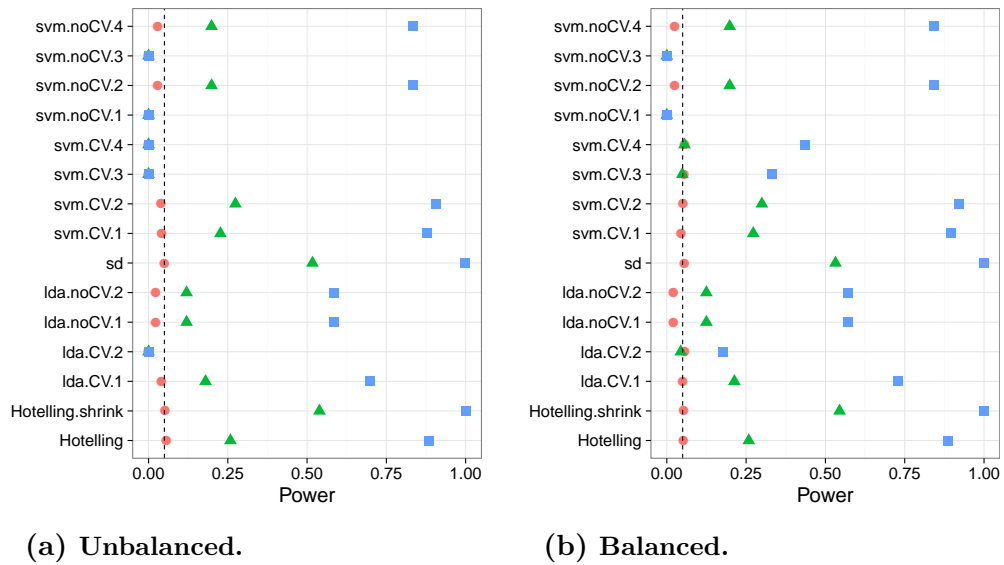 svm.noCV.4
svm.noCV.3
svm.noCV.2
svm.noCV.1
svm.CV.4
svm.CV.3
svm.CV.2
svm.CV.1
sd
lda.noCV.2
lda.noCV.1
lda.CV.2
lda.CV.1
Hotelling.shrink
Hotelling
0.00 0.25 0.50 0.75 1.00
Power
(a) Unbalanced.
svm.noCV.4
svm.noCV.3
svm.noCV.2
svm.noCV.1
svm.CV.4
svm.CV.3
svm.CV.2
svm.CV.1
sd
lda.noCV.2
lda.noCV.1
lda.CV.2
lda.CV.1
Hotelling.shrink
Hotelling
0.00 0.25 0.50 0.75 1.00
Power
(b) Balanced.